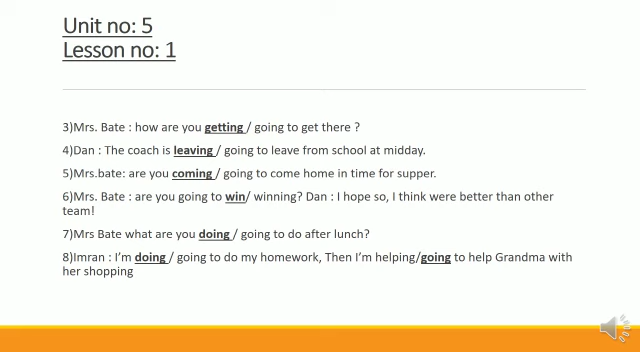 Unit no: 5
Lesson no: 1
3)Mrs. Bate : how are you getting / going to get there ?
4)Dan : The coach is leaving / going to leave from school at midday.
5)Mrs.bate: are you coming / going to come home in time for supper.
6)Mrs. Bate : are you going to win/ winning? Dan : I hope so, I think were better than other
team!
7)Mrs Bate what are you doing / going to do after lunch?
8)Imran : I’m doing / going to do my homework, Then I’m helping/going to help Grandma with
her shopping